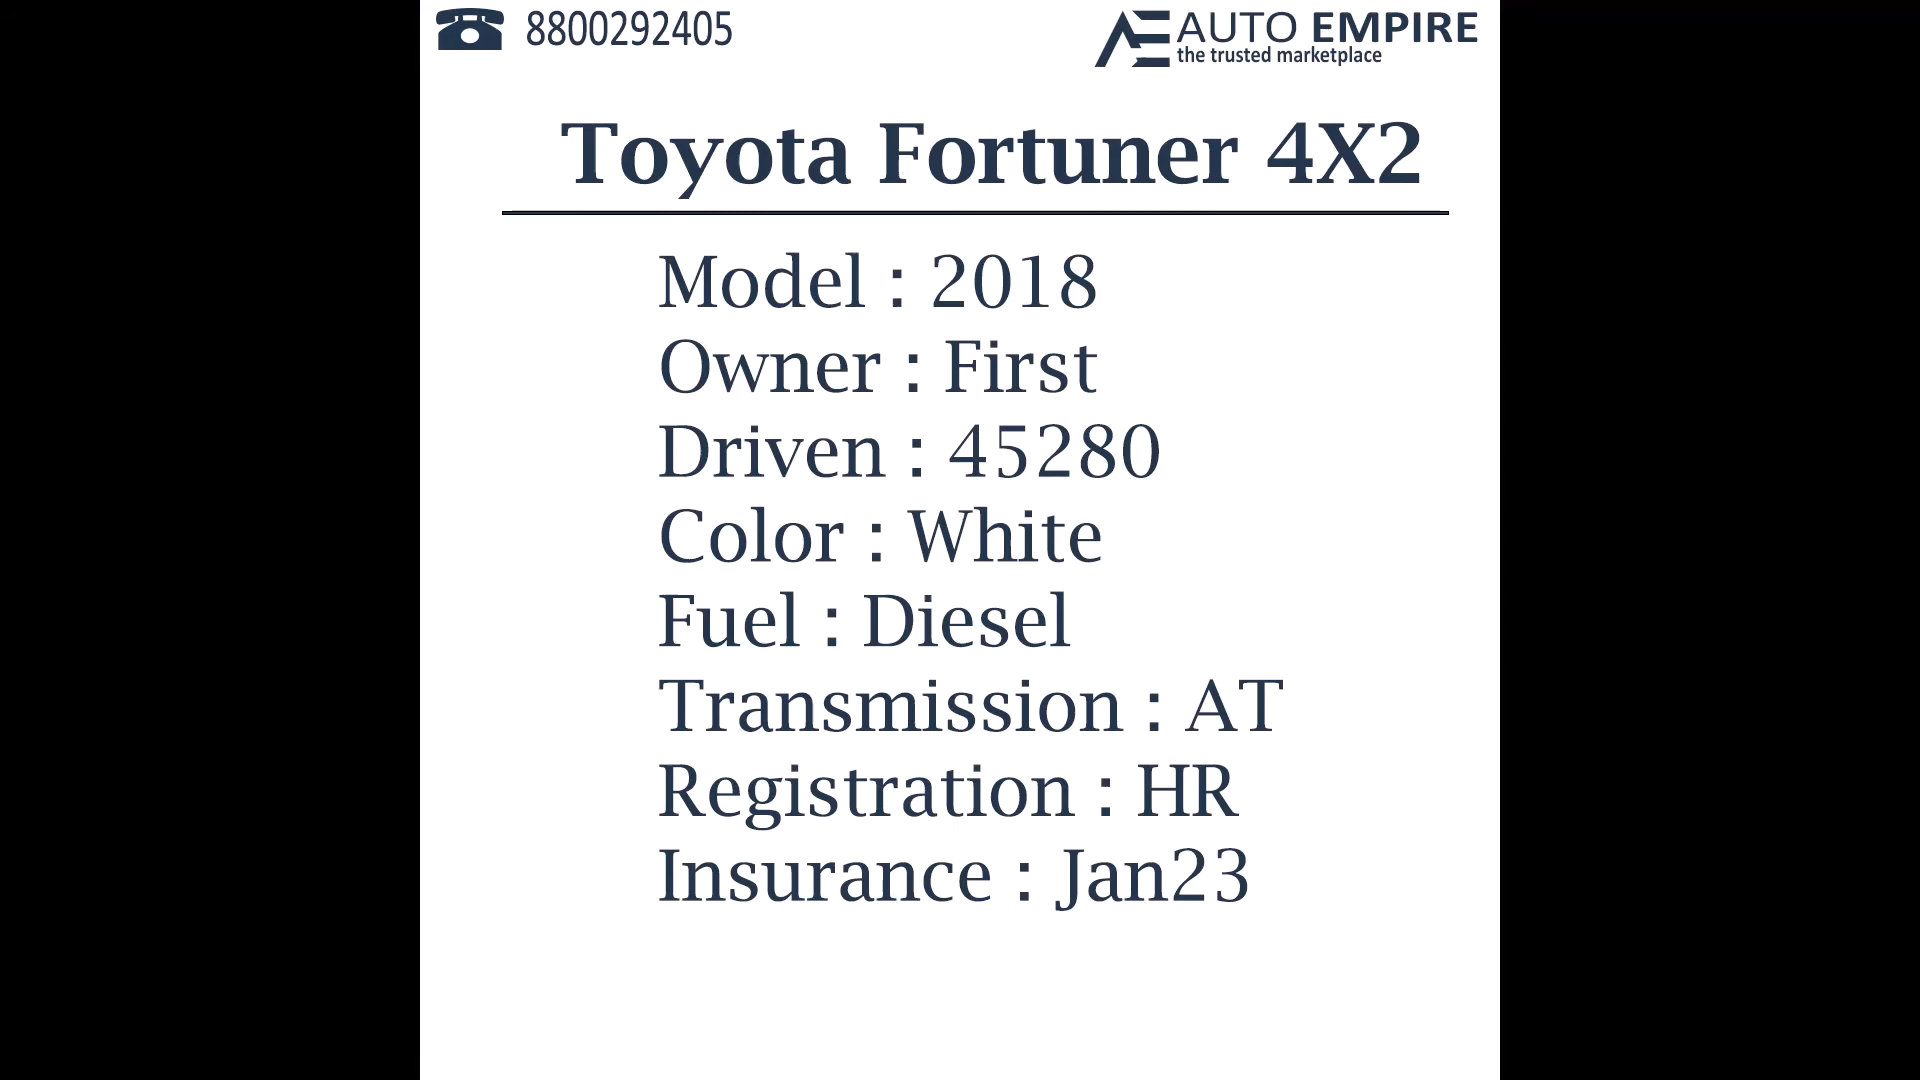 8800292405
AUTO EMPIRE
the trusted marketplace
Toyota Fortuner 4X2
Model : 2018
Owner : First
Driven : 45280
Color : White
Fuel : Diesel
Transmission : AT
Registration : HR
Insurance : Jan23